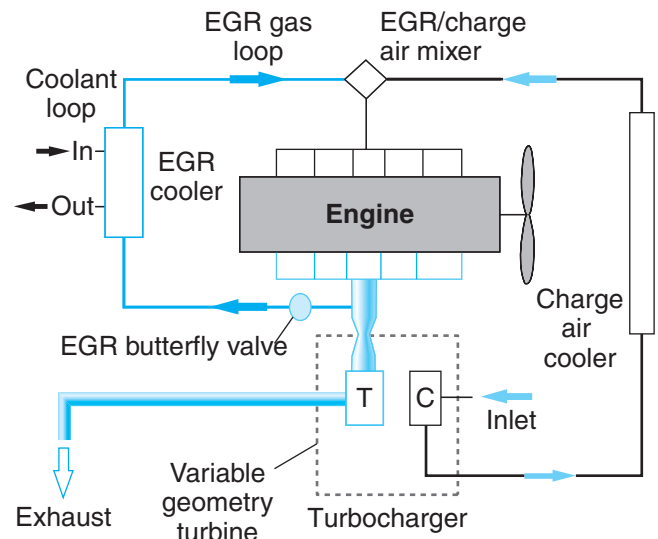 EGR gas
loop
EGR/charge
air mixer
Coolant
loop
In
Out
EGR
cooler
Engine
EGR butterfly valve
Charge
air
cooler
T
C
Inlet
Exhaust
Variable
geometry
turbine
Turbocharger